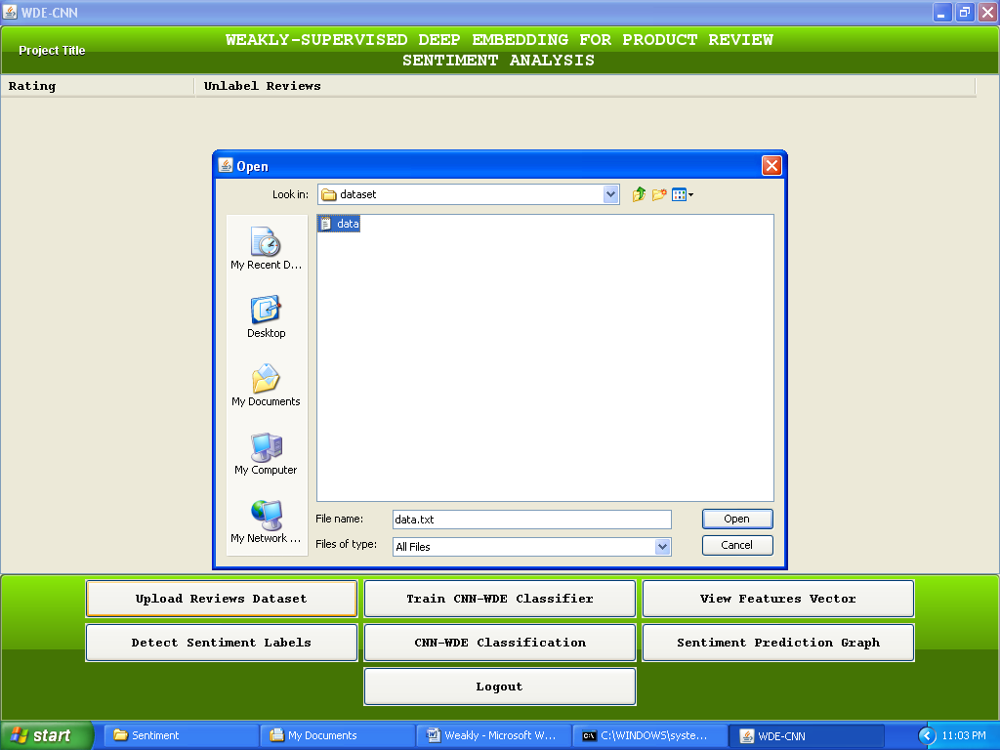 WDE-CNN
Project Title
WEAKLY-SUPERVISED DEEP EMBEDDING FOR PRODUCT REVIEW
SENTIMENT ANALYSIS
Rating
Unlabel Reviews
Open
Look in:
dataset
data
My Recent D...
Desktop
My Documents
My Computer
My Network ...
File name:
data.txt
Open
Files of type:
All Files
Cancel
Upload Reviews Dataset
Train CNN-WDE Classifier
View Features Vector
Detect Sentiment Labels
CNN-WDE Classification
Sentiment Prediction Graph
Logout
start
Sentiment
My Documents
Weakly - Microsoft W...
C:\WINDOWS\syste...
WDE-CNN
11:03 PM